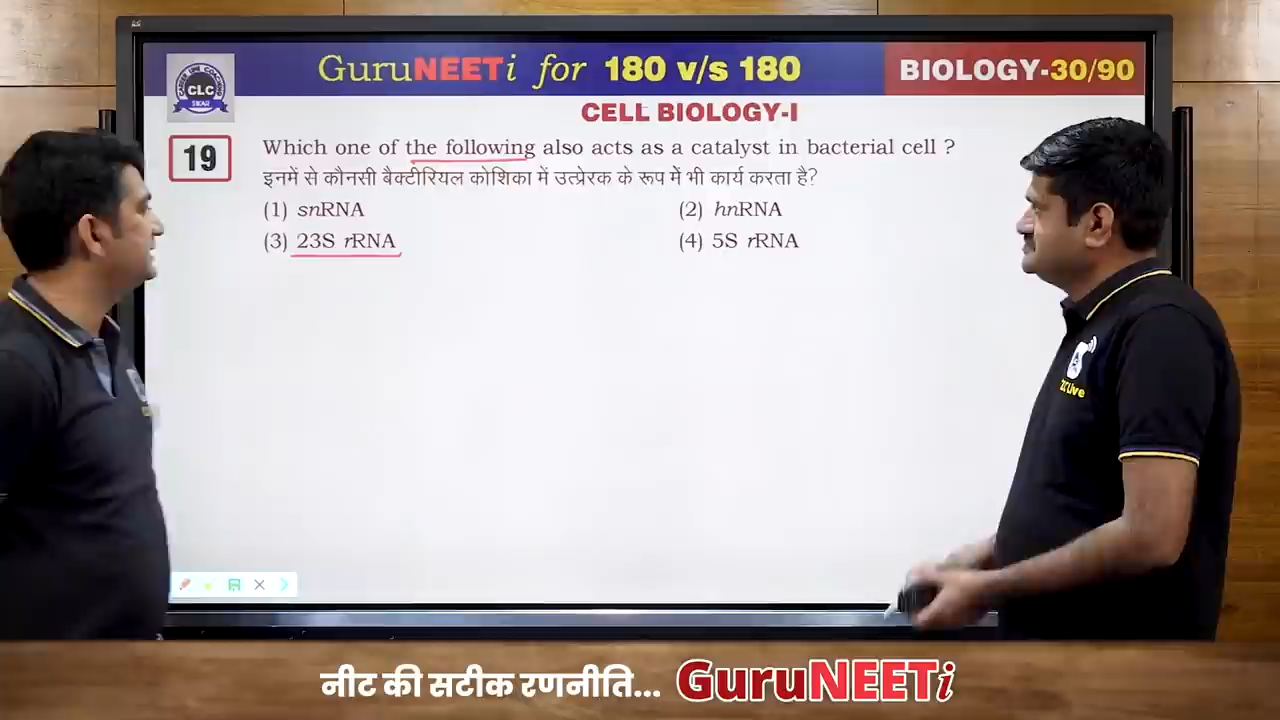 GuruNEETi for 180 v/s 180
BIOLOGY-30/90
CLC
SIKAR
CELL BIOLOGY-I
19
Which one of the following also acts as a catalyst in bacterial cell ?
इनमें से कौनसी बैक्टीरियल कोशिका में उत्प्रेरक के रूप में भी कार्य करता है?
(1) snRNA
(2) hnRNA
(3) 23S rRNA
(4) 5S rRNA
नीट की सटीक रणनीति... GuruNEETi